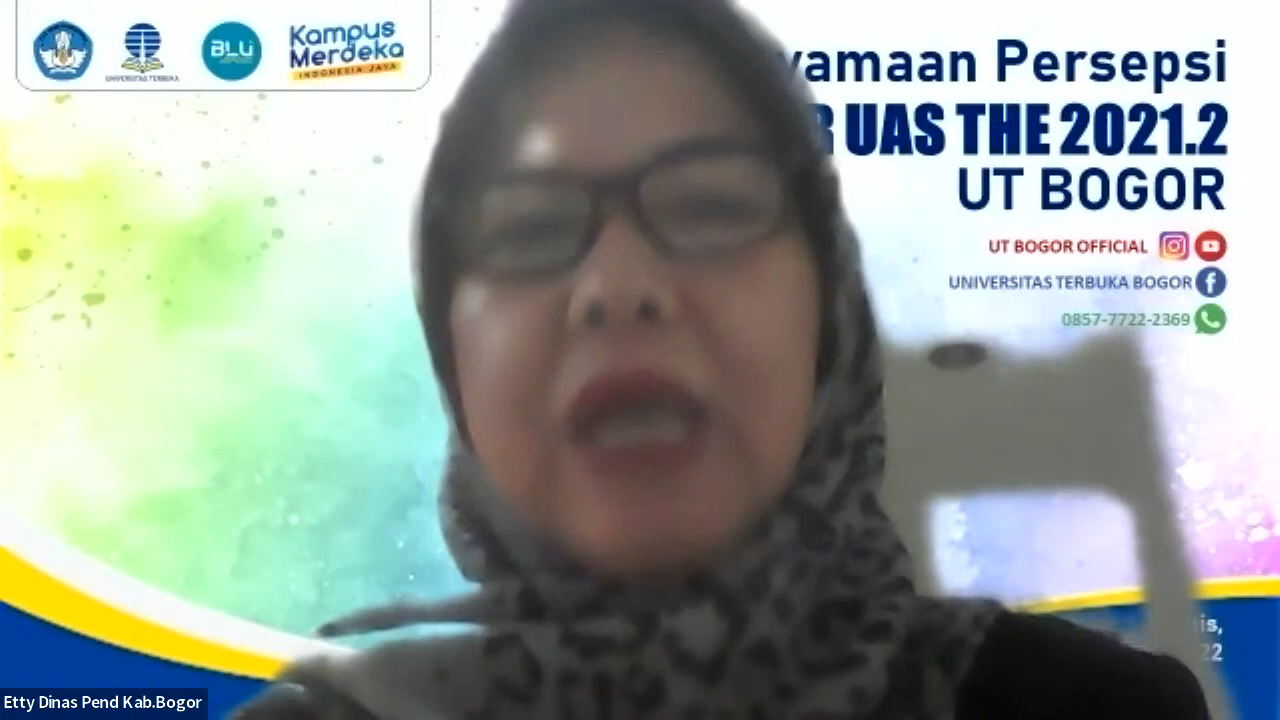 BLU
UNIVERSITAS TERBUKA
Kampus
Merdeka
INDONESIA JAYA
Persepsi
UAS THE 2021.2
UT BOGOR
UT BOGOR OFFICIAL
UNIVERSITAS TERBUKA BOGOR
0857-7722-2369
Etty Dinas Pend Kab.Bogor